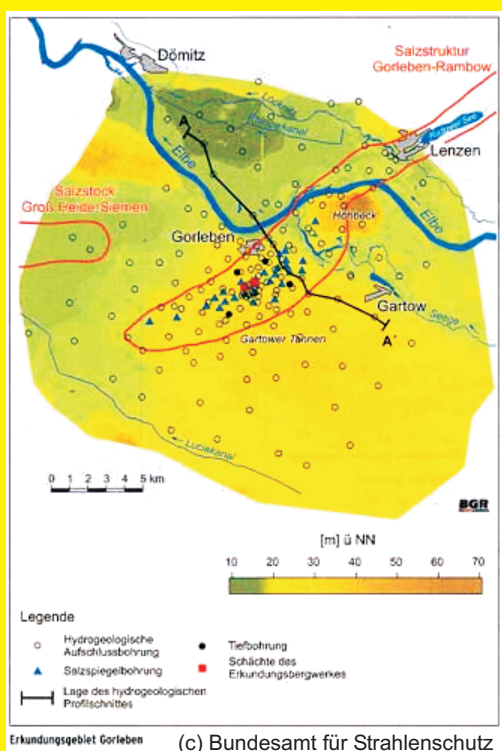 Dömitz
Salzstruktur
Gorleben-Rambow
Löcknitz
Rudower See
A
Lenzen
Elbe
Salzstock
Groß Heide-Siemen
Höhbeck
Elbe
Gorleben
Gartow
Seege
Gartower Tannen
A´
Luciakanal
0 1 2 3 4 5 km
BGR
[m] ü NN
10 20 30 40 50 60 70
Legende
Hydrogeologische
Aufschlussbohrung
Tiefbohrung
Salzspiegelbohrung
Schächte des
Erkundungsbergwerkes
Lage des hydrogeologischen
Profilschnittes
Erkundungsgebiet Gorleben
(c) Bundesamt für Strahlenschutz